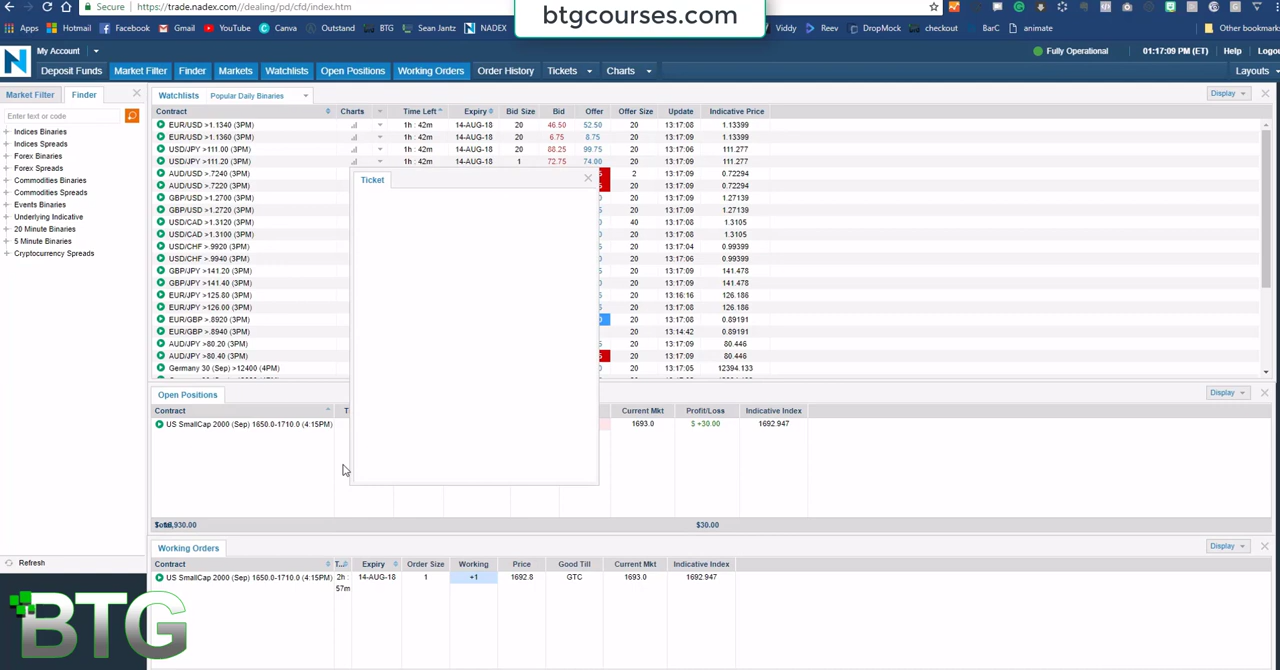 btgcourses.com
Secure https://trade.nadex.com//dealing/pd/cfd/index.htm
Apps Hotmail Facebook Gmail YouTube Canva Outstand BTG Sean Jantz NADEX Viddy Reev DropMock checkout BarC animate Other bookmarks
My Account Fully Operational 01:17:09 PM (ET) Help Logou
Deposit Funds Market Filter Finder Markets Watchlists Open Positions Working Orders Order History Tickets Charts Layouts
Market Filter Finder
Enter text or code
Indices Binaries
Indices Spreads
Forex Binaries
Forex Spreads
Commodities Binaries
Commodities Spreads
Events Binaries
Underlying Indicative
20 Minute Binaries
5 Minute Binaries
Cryptocurrency Spreads
Refresh
BTG
Watchlists Popular Daily Binaries Display
Contract Charts Time Left Expiry Bid Size Bid Offer Offer Size Update Indicative Price
EUR/USD >1.1340 (3PM) 1h : 42m 14-AUG-18 20 46.50 52.50 20 13:17:08 1.13399
EUR/USD >1.1360 (3PM) 1h : 42m 14-AUG-18 20 6.75 8.75 20 13:17:09 1.13399
USD/JPY >111.00 (3PM) 1h : 42m 14-AUG-18 20 88.25 99.75 20 13:17:06 111.277
USD/JPY >111.20 (3PM) 1h : 42m 14-AUG-18 1 72.75 74.00 20 13:17:09 111.277
AUD/USD >.7240 (3PM) 2 13:17:09 0.72294
AUD/USD >.7220 (3PM) 20 13:17:09 0.72294
GBP/USD >1.2700 (3PM) 20 13:17:09 1.27139
GBP/USD >1.2720 (3PM) 20 13:17:09 1.27139
USD/CAD >1.3120 (3PM) 40 13:17:08 1.3105
USD/CAD >1.3100 (3PM) 20 13:17:08 1.3105
USD/CHF >.9920 (3PM) 20 13:17:04 0.99399
USD/CHF >.9940 (3PM) 20 13:17:06 0.99399
GBP/JPY >141.20 (3PM) 20 13:17:09 141.478
GBP/JPY >141.40 (3PM) 20 13:17:09 141.478
EUR/JPY >125.80 (3PM) 20 13:16:16 126.186
EUR/JPY >126.00 (3PM) 20 13:17:08 126.186
EUR/GBP >.8920 (3PM) 20 13:17:08 0.89191
EUR/GBP >.8940 (3PM) 20 13:14:42 0.89191
AUD/JPY >80.20 (3PM) 20 13:17:09 80.446
AUD/JPY >80.40 (3PM) 20 13:17:09 80.446
Germany 30 (Sep) >12400 (4PM) 20 13:17:05 12394.133
Ticket
Open Positions Display
Contract Current Mkt Profit/Loss Indicative Index
US SmallCap 2000 (Sep) 1650.0-1710.0 (4:15PM) 1693.0 $ +30.00 1692.947
$30.00
Working Orders Display
Contract T... Expiry Order Size Working Price Good Till Current Mkt Indicative Index
US SmallCap 2000 (Sep) 1650.0-1710.0 (4:15PM) 2h : 57m 14-AUG-18 1 +1 1692.8 GTC 1693.0 1692.947